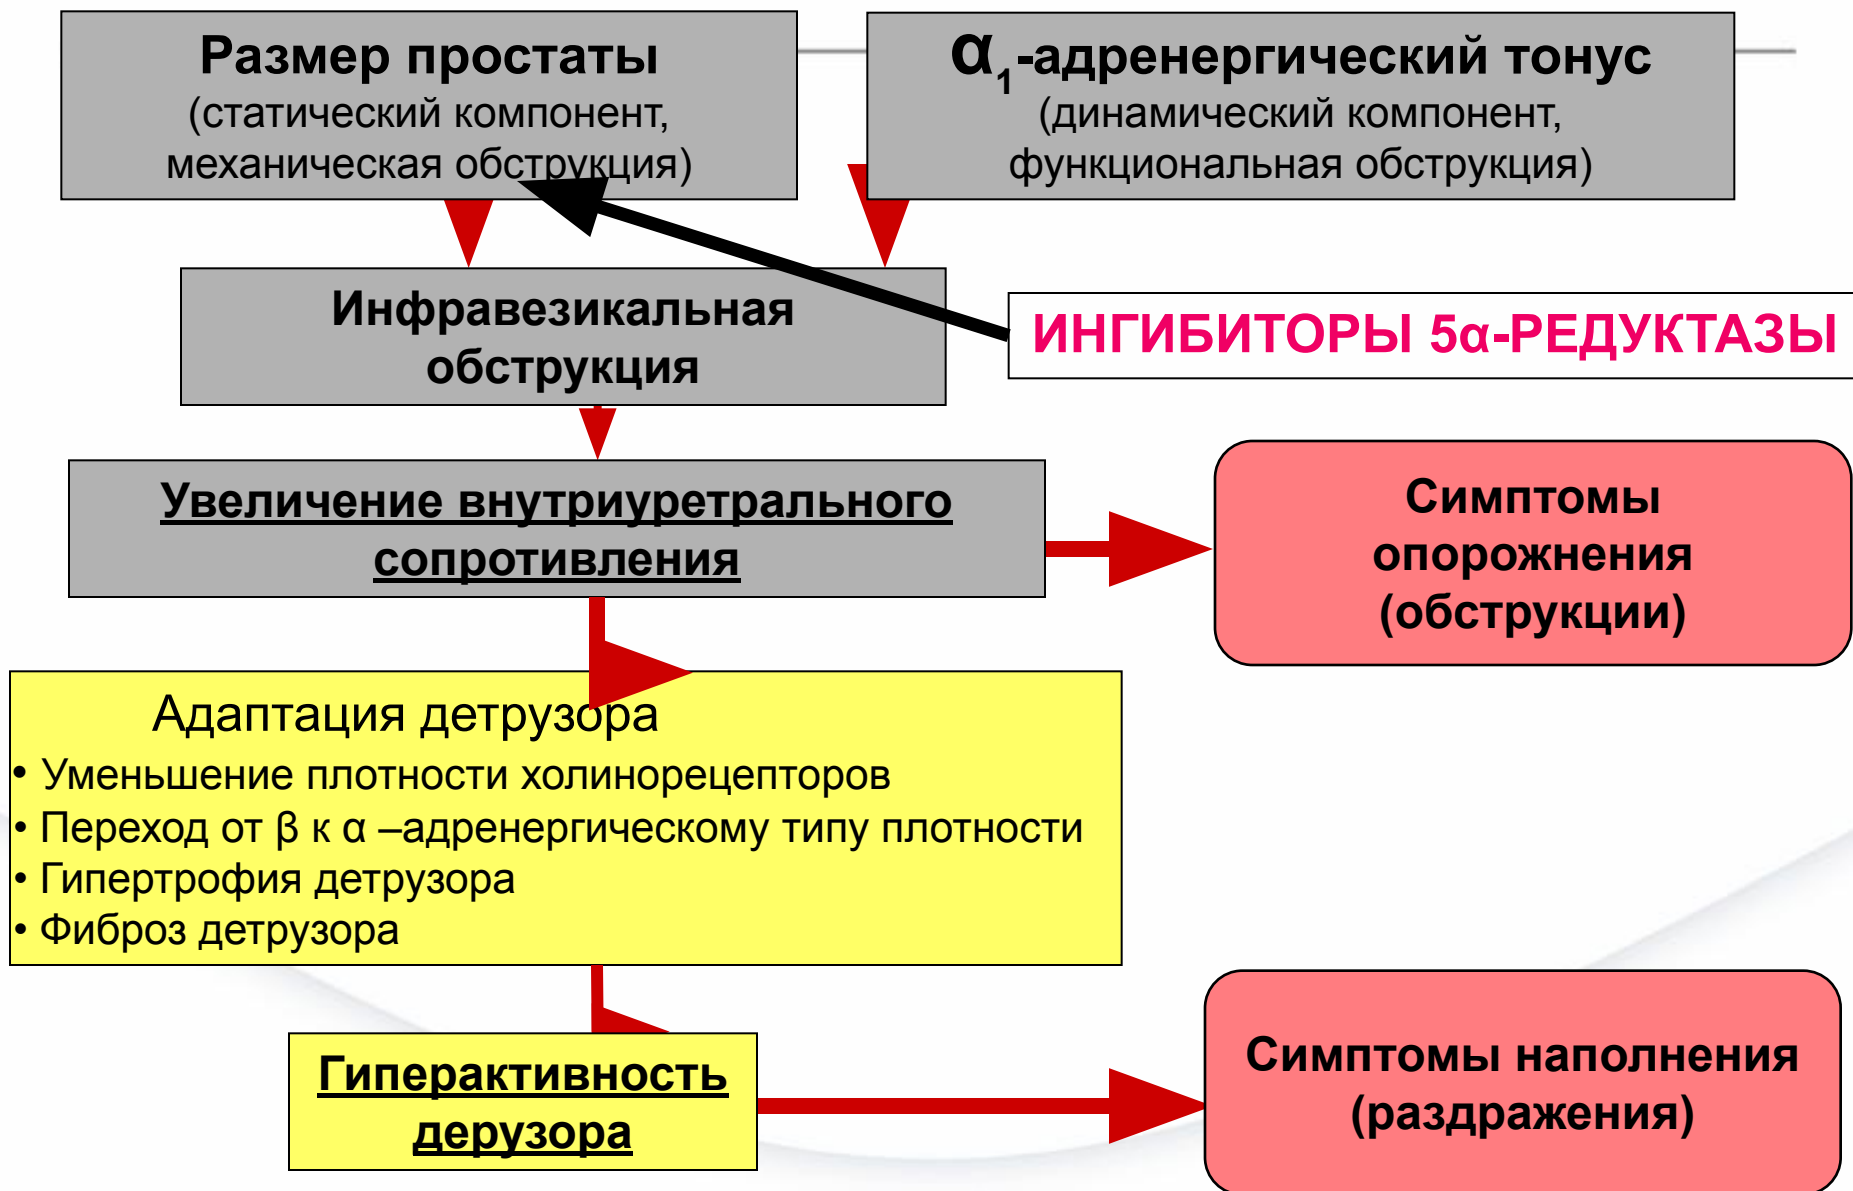 Размер простаты
(статический компонент,
механическая обструкция)
α₁-адренергический тонус
(динамический компонент,
функциональная обструкция)
Инфравезикальная
обструкция
ИНГИБИТОРЫ 5α-РЕДУКТАЗЫ
Увеличение внутриуретрального
сопротивления
Симптомы
опорожнения
(обструкции)
Адаптация детрузора
• Уменьшение плотности холинорецепторов
• Переход от β к α –адренергическому типу плотности
• Гипертрофия детрузора
• Фиброз детрузора
Гиперактивность
дерузора
Симптомы наполнения
(раздражения)